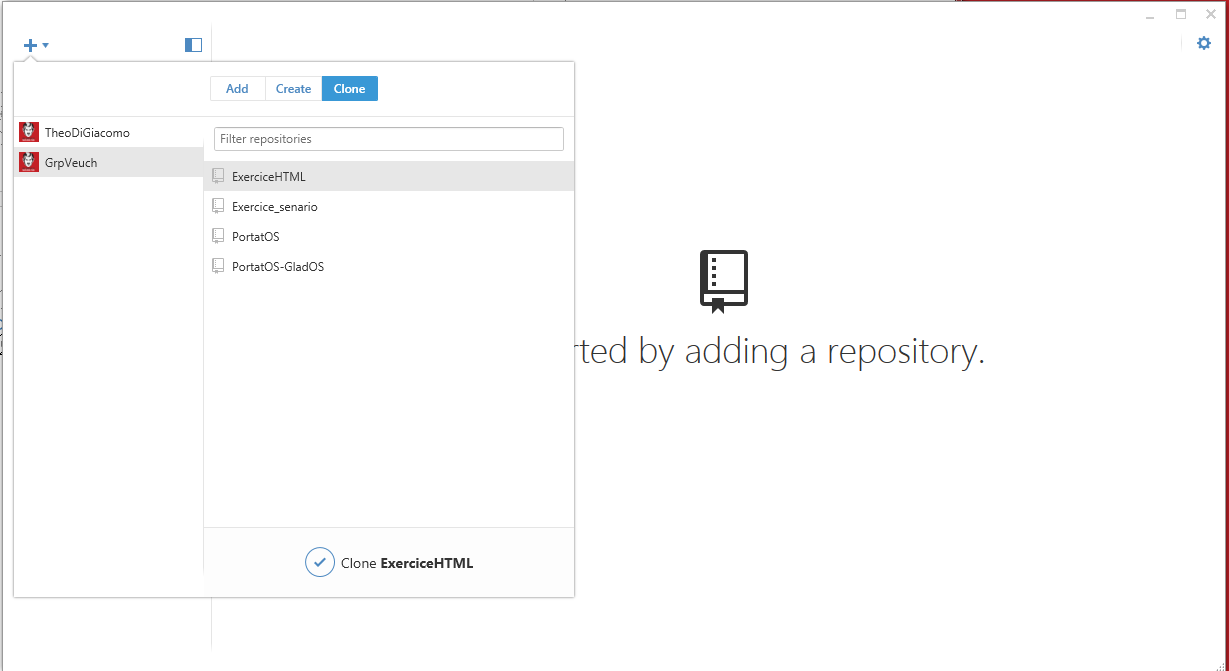 Add Create Clone
TheoDiGiacomo
GrpVeuch
Filter repositories
ExerciceHTML
Exercice_senario
PortatOS
PortatOS-GladOS
Clone ExerciceHTML
rted by adding a repository.